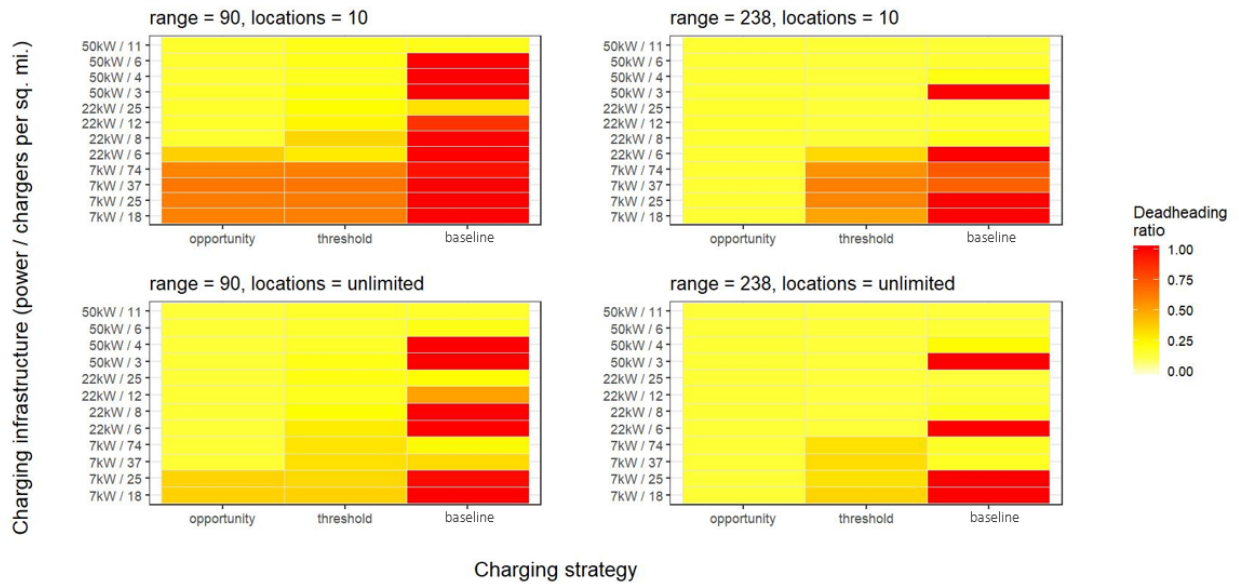 Charging infrastructure (power / chargers per sq. mi.)
range = 90, locations = 10
50kW / 11
50kW / 6
50kW / 4
50kW / 3
22kW / 25
22kW / 12
22kW / 8
22kW / 6
7kW / 74
7kW / 37
7kW / 25
7kW / 18
opportunity threshold baseline
range = 238, locations = 10
50kW / 11
50kW / 6
50kW / 4
50kW / 3
22kW / 25
22kW / 12
22kW / 8
22kW / 6
7kW / 74
7kW / 37
7kW / 25
7kW / 18
opportunity threshold baseline
range = 90, locations = unlimited
50kW / 11
50kW / 6
50kW / 4
50kW / 3
22kW / 25
22kW / 12
22kW / 8
22kW / 6
7kW / 74
7kW / 37
7kW / 25
7kW / 18
opportunity threshold baseline
range = 238, locations = unlimited
50kW / 11
50kW / 6
50kW / 4
50kW / 3
22kW / 25
22kW / 12
22kW / 8
22kW / 6
7kW / 74
7kW / 37
7kW / 25
7kW / 18
opportunity threshold baseline
Deadheading
ratio
1.00
0.75
0.50
0.25
0.00
Charging strategy